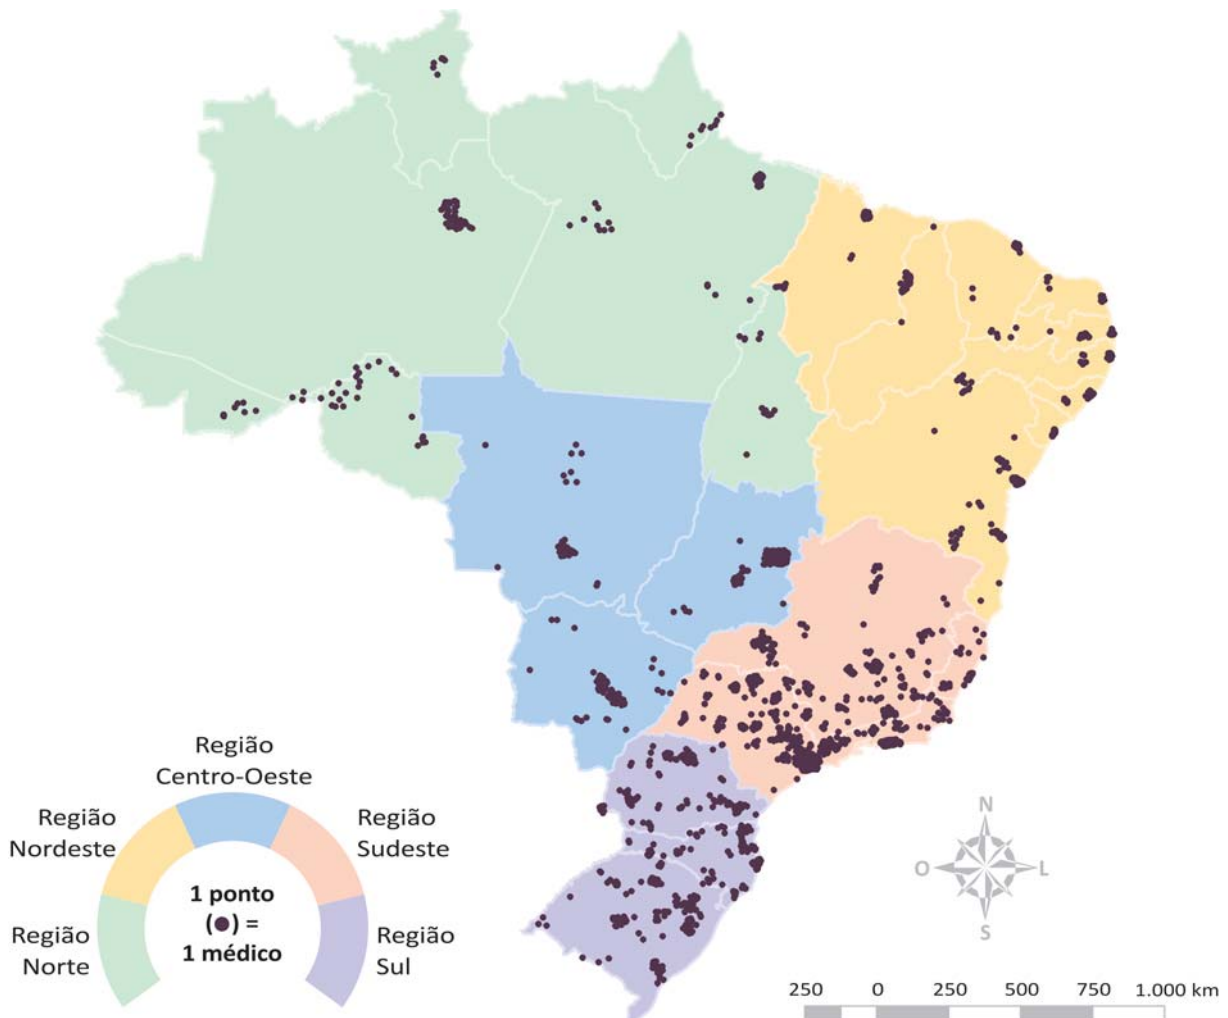 Região
Centro-Oeste
Região
Nordeste
Região
Sudeste
1 ponto
(●) =
1 médico
Região
Norte
Região
Sul
N
O
L
S
250
0
250
500
750
1.000 km